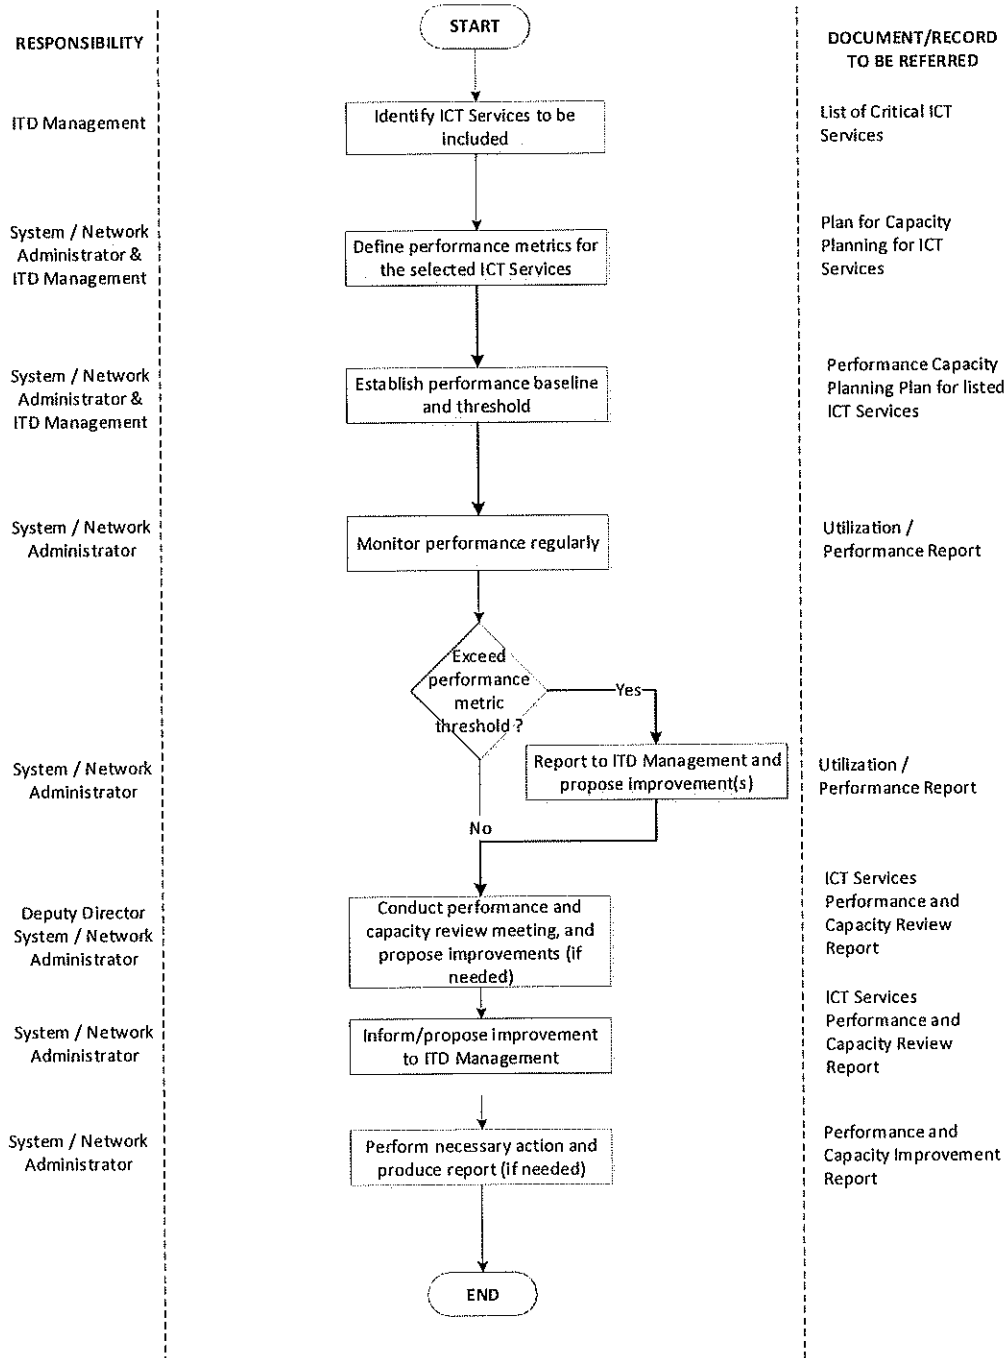 START
RESPONSIBILITY
DOCUMENT/RECORD
TO BE REFERRED
ITD Management
Identify ICT Services to be
included
List of Critical ICT
Services
System / Network
Administrator &
ITD Management
Define performance metrics for
the selected ICT Services
Plan for Capacity
Planning for ICT
Services
System / Network
Administrator &
ITD Management
Establish performance baseline
and threshold
Performance Capacity
Planning Plan for listed
ICT Services
System / Network
Administrator
Monitor performance regularly
Utilization /
Performance Report
Exceed
performance
metric
threshold ?
Yes
System / Network
Administrator
Report to ITD Management and
propose improvement(s)
Utilization /
Performance Report
No
Deputy Director
System / Network
Administrator
Conduct performance and
capacity review meeting, and
propose improvements (if
needed)
ICT Services
Performance and
Capacity Review
Report
System / Network
Administrator
Inform/propose improvement
to ITD Management
ICT Services
Performance and
Capacity Review
Report
System / Network
Administrator
Perform necessary action and
produce report (if needed)
Performance and
Capacity Improvement
Report
END